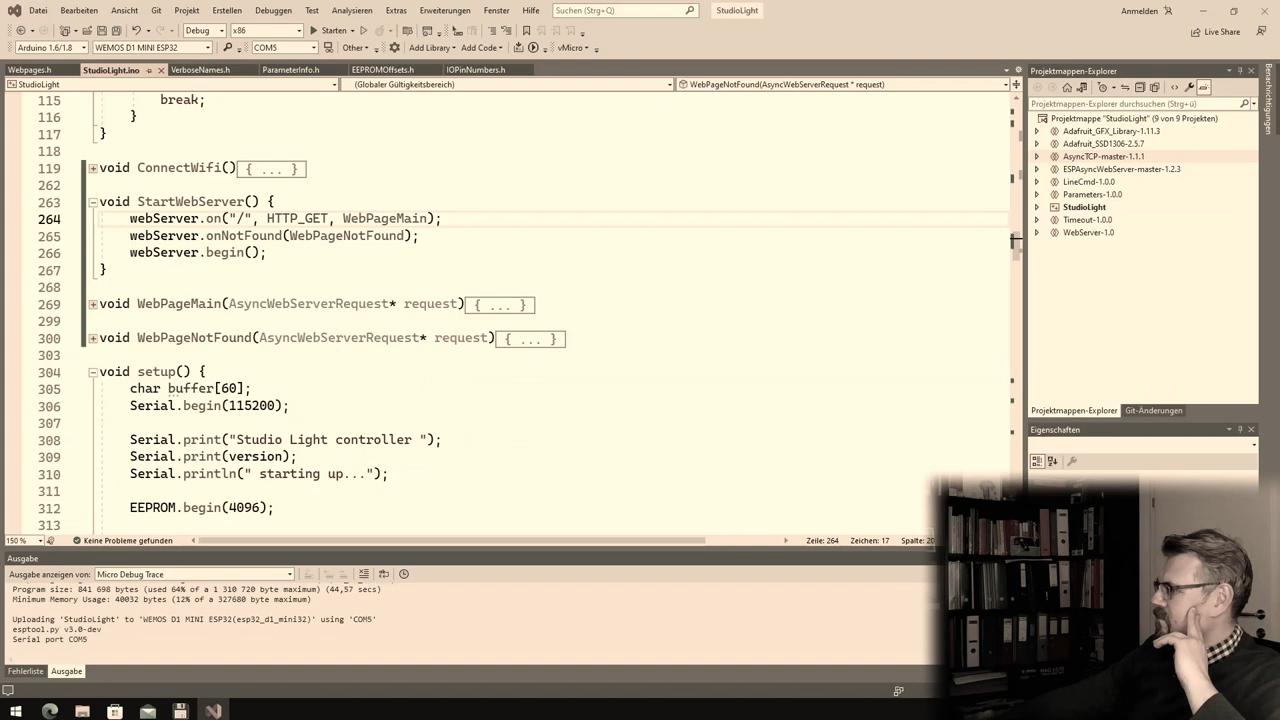 Datei Bearbeiten Ansicht Git Projekt Erstellen Debuggen Test Analysieren Extras Erweiterungen Fenster Hilfe Suchen (Strg+Q) StudioLight Anmelden
Debug x86 Starten Live Share
Arduino 1.6/1.8 WEMOS D1 MINI ESP32 COM5 Other Add Library Add Code vMicro
Webpages.h StudioLight.ino VerboseNames.h ParameterInfo.h EEPROMOffsets.h IOPinNumbers.h
StudioLight (Globaler Gültigkeitsbereich) WebPageNotFound(AsyncWebServerRequest * request)
115 break;
116 }
117 }
118
119 void ConnectWifi(){ ... }
262
263 void StartWebServer() {
264 webServer.on("/", HTTP_GET, WebPageMain);
265 webServer.onNotFound(WebPageNotFound);
266 webServer.begin();
267 }
268
269 void WebPageMain(AsyncWebServerRequest* request){ ... }
299
300 void WebPageNotFound(AsyncWebServerRequest* request){ ... }
303
304 void setup() {
305 char buffer[60];
306 Serial.begin(115200);
307
308 Serial.print("Studio Light controller ");
309 Serial.print(version);
310 Serial.println(" starting up...");
311
312 EEPROM.begin(4096);
313
150 % Keine Probleme gefunden Zeile: 264 Zeichen: 17 Spalte: 20
Ausgabe
Ausgabe anzeigen von: Micro Debug Trace
Program size: 841 698 bytes (used 64% of a 1 310 720 byte maximum) (44,57 secs)
Minimum Memory Usage: 40032 bytes (12% of a 327680 byte maximum)
Uploading 'StudioLight' to 'WEMOS D1 MINI ESP32(esp32_d1_mini32)' using 'COM5'
esptool.py v3.0-dev
Serial port COM5
Fehlerliste Ausgabe
Projektmappen-Explorer
Projektmappen-Explorer durchsuchen (Strg+ü)
Projektmappe "StudioLight" (9 von 9 Projekten)
Adafruit_GFX_Library-1.11.3
Adafruit_SSD1306-2.5.7
AsyncTCP-master-1.1.1
ESPAsyncWebServer-master-1.2.3
LineCmd-1.0.0
Parameters-1.0.0
StudioLight
Timeout-1.0.0
WebServer-1.0
Projektmappen-Explorer Git-Änderungen
Eigenschaften
Benachrichtigungen